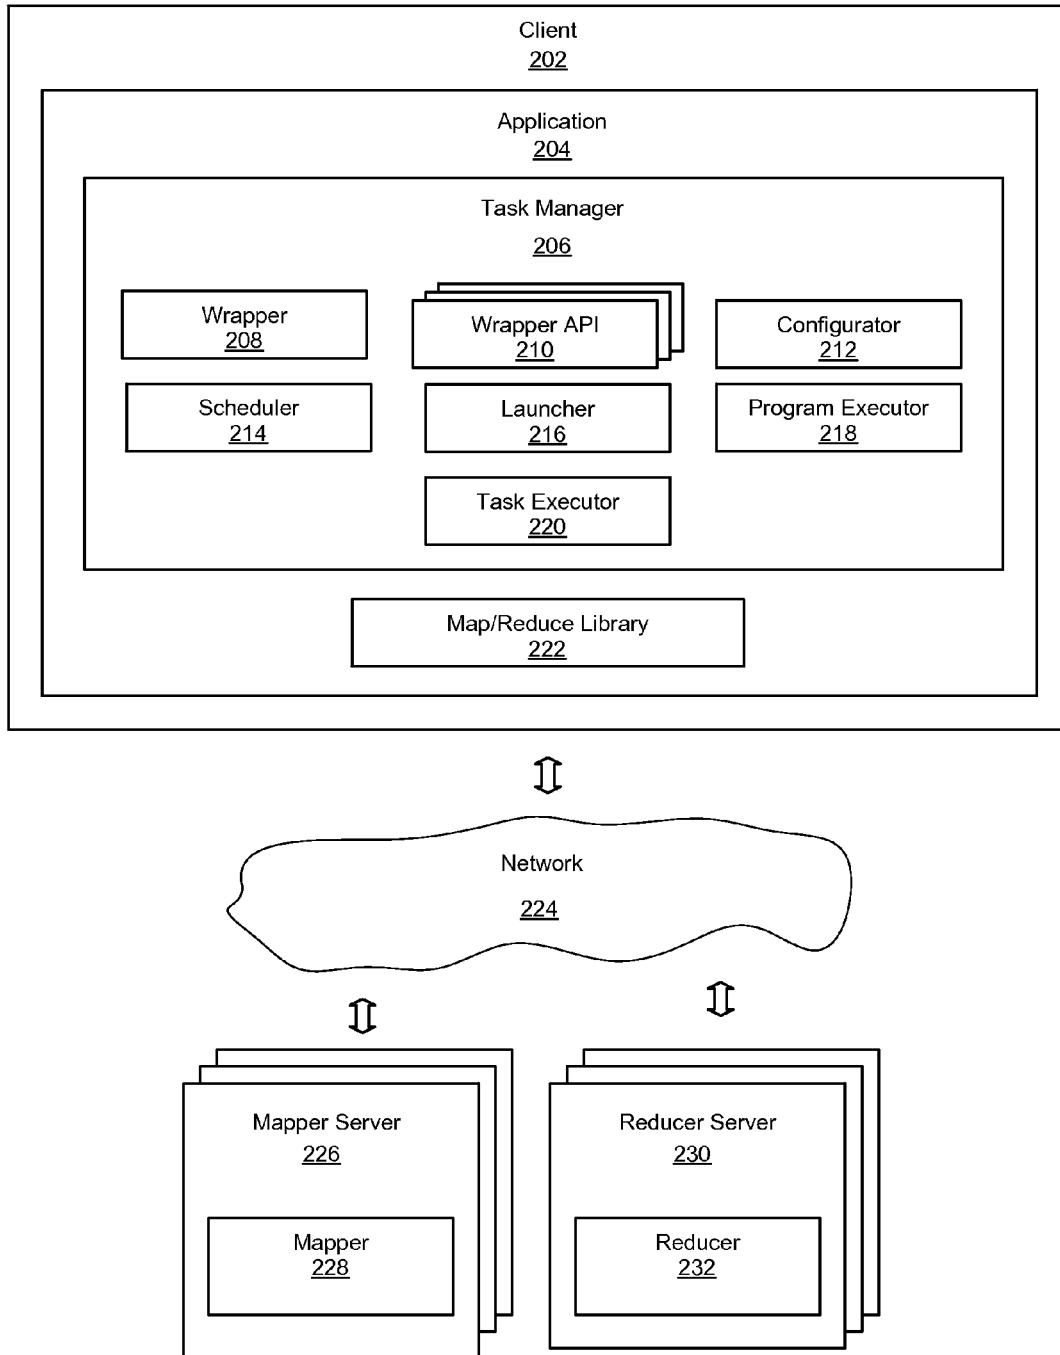 Client
202
Application
204
Task Manager
206
Wrapper
208
Wrapper API
210
Configurator
212
Scheduler
214
Launcher
216
Program Executor
218
Task Executor
220
Map/Reduce Library
222
Network
224
Mapper Server
226
Mapper
228
Reducer Server
230
Reducer
232